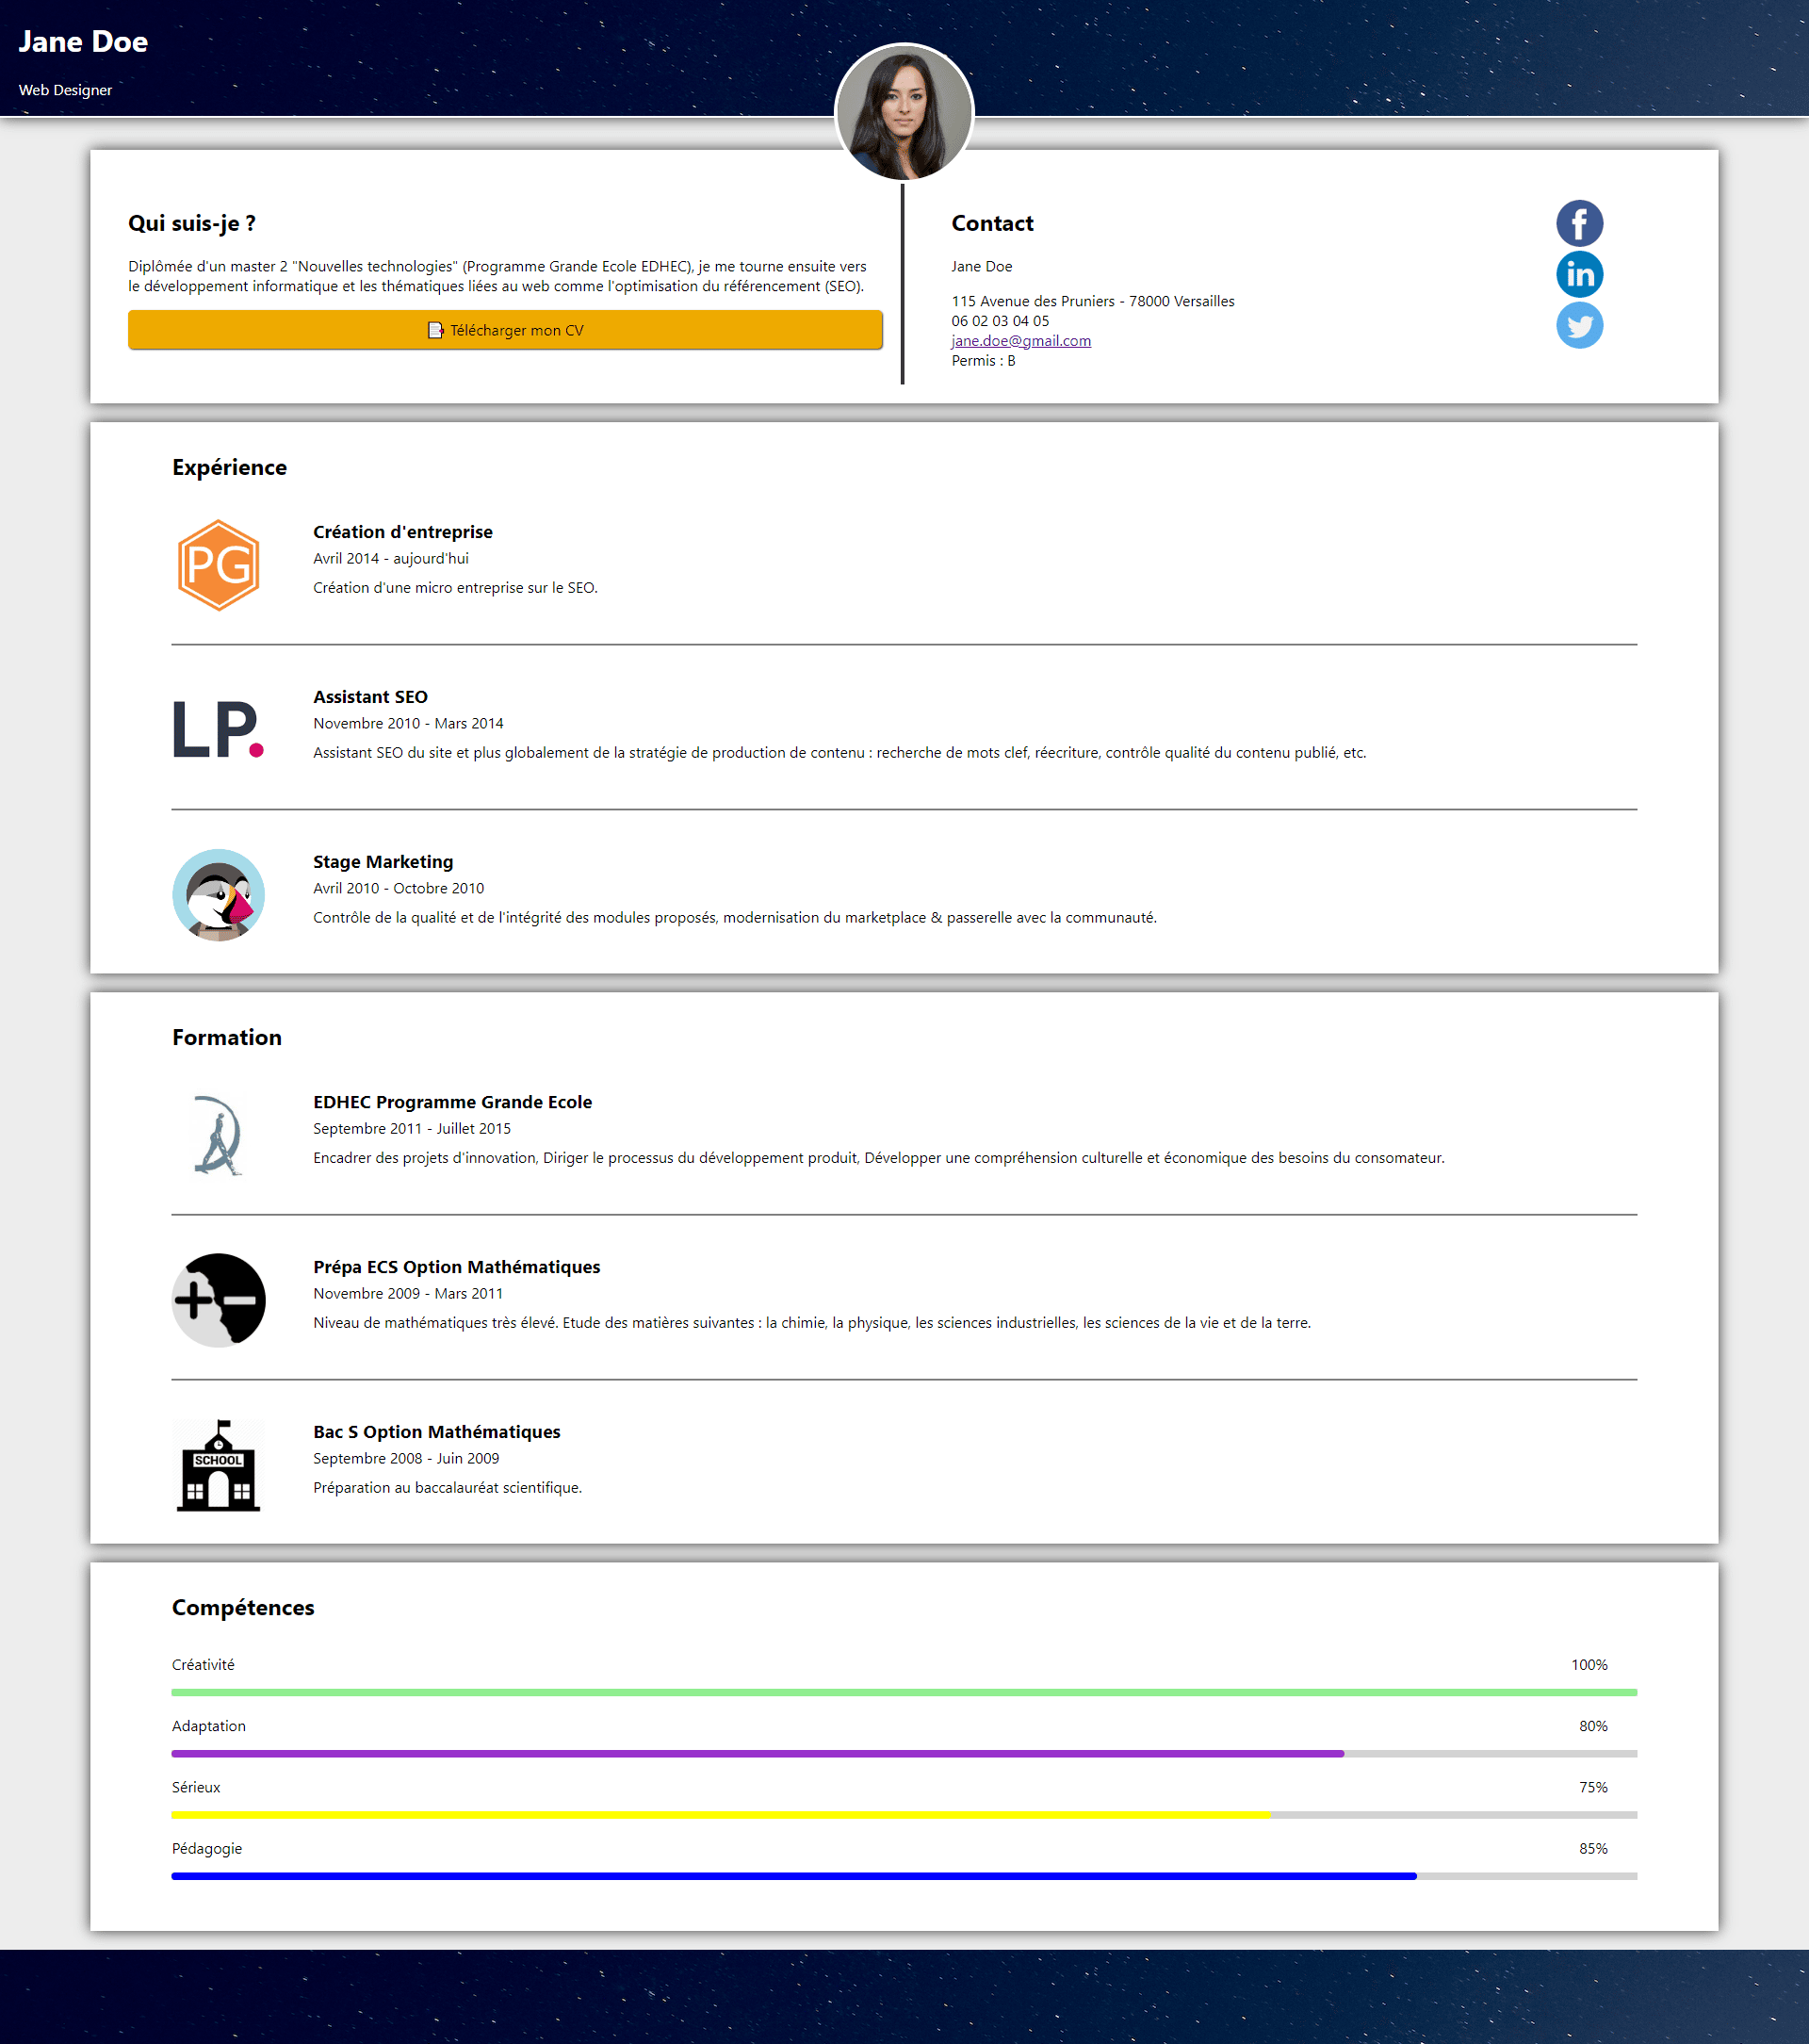 Jane Doe
Web Designer
Qui suis-je ?
Diplômée d'un master 2 "Nouvelles technologies" (Programme Grande Ecole EDHEC), je me tourne ensuite vers
le développement informatique et les thématiques liées au web comme l'optimisation du référencement (SEO).
Télécharger mon CV
Contact
Jane Doe
115 Avenue des Pruniers - 78000 Versailles
06 02 03 04 05
jane.doe@gmail.com
Permis : B
f
in
Expérience
PG
Création d'entreprise
Avril 2014 - aujourd'hui
Création d'une micro entreprise sur le SEO.
LP.
Assistant SEO
Novembre 2010 - Mars 2014
Assistant SEO du site et plus globalement de la stratégie de production de contenu : recherche de mots clef, réecriture, contrôle qualité du contenu publié, etc.
Stage Marketing
Avril 2010 - Octobre 2010
Contrôle de la qualité et de l'intégrité des modules proposés, modernisation du marketplace & passerelle avec la communauté.
Formation
EDHEC Programme Grande Ecole
Septembre 2011 - Juillet 2015
Encadrer des projets d'innovation, Diriger le processus du développement produit, Développer une compréhension culturelle et économique des besoins du consomateur.
Prépa ECS Option Mathématiques
Novembre 2009 - Mars 2011
Niveau de mathématiques très élevé. Etude des matières suivantes : la chimie, la physique, les sciences industrielles, les sciences de la vie et de la terre.
SCHOOL
Bac S Option Mathématiques
Septembre 2008 - Juin 2009
Préparation au baccalauréat scientifique.
Compétences
Créativité 100%
Adaptation 80%
Sérieux 75%
Pédagogie 85%